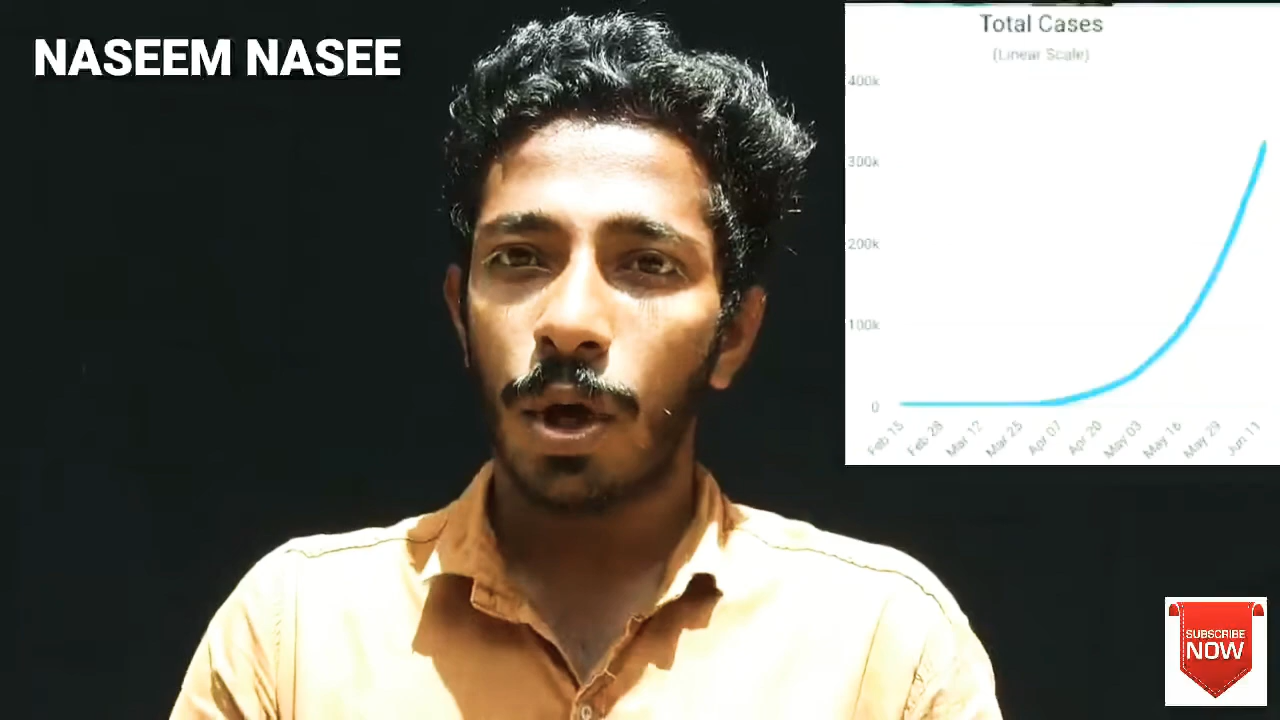 NASEEM NASEE
Total Cases
(Linear Scale)
400k
300k
200k
100k
0
Feb 15
Feb 28
Mar 12
Mar 25
Apr 07
Apr 20
May 03
May 16
May 29
Jun 11
SUBSCRIBE
NOW